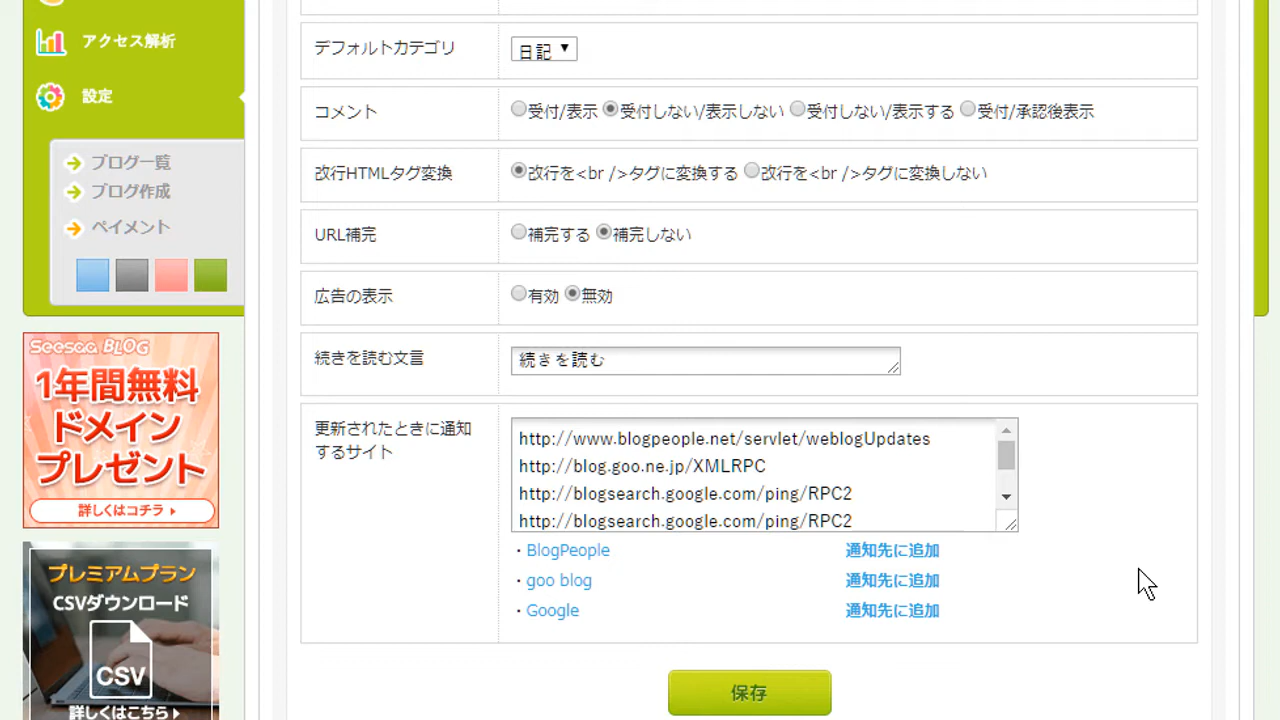 アクセス解析
設定
ブログ一覧
ブログ作成
ペイメント
Seesaa BLOG
1年間無料
ドメイン
プレゼント
詳しくはコチラ
プレミアムプラン
CSVダウンロード
CSV
詳しくはこちら
デフォルトカテゴリ
日記
コメント
受付/表示 受付しない/表示しない 受付しない/表示する 受付/承認後表示
改行HTMLタグ変換
改行を<br />タグに変換する 改行を<br />タグに変換しない
URL補完
補完する 補完しない
広告の表示
有効 無効
続きを読む文言
続きを読む
更新されたときに通知
するサイト
http://www.blogpeople.net/servlet/weblogUpdates
http://blog.goo.ne.jp/XMLRPC
http://blogsearch.google.com/ping/RPC2
http://blogsearch.google.com/ping/RPC2
・BlogPeople 通知先に追加
・goo blog 通知先に追加
・Google 通知先に追加
保存